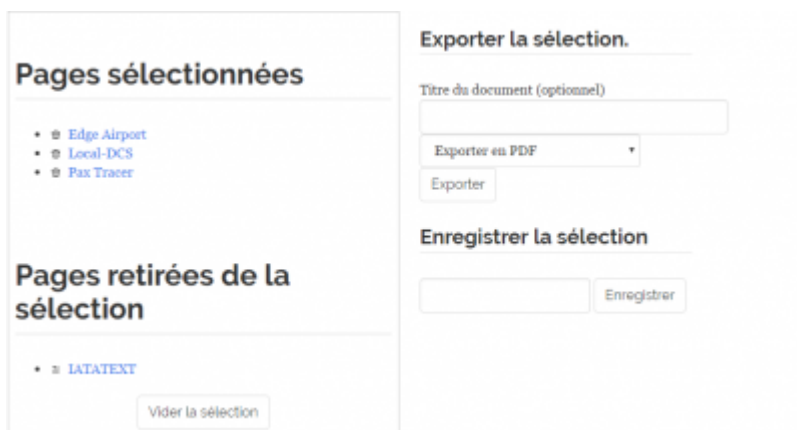 Pages sélectionnées
Edge Airport
Local-DCS
Pax Tracer
Pages retirées de la
sélection
IATATEXT
Vider la sélection
Exporter la sélection.
Titre du document (optionnel)
Exporter en PDF
Exporter
Enregistrer la sélection
Enregistrer